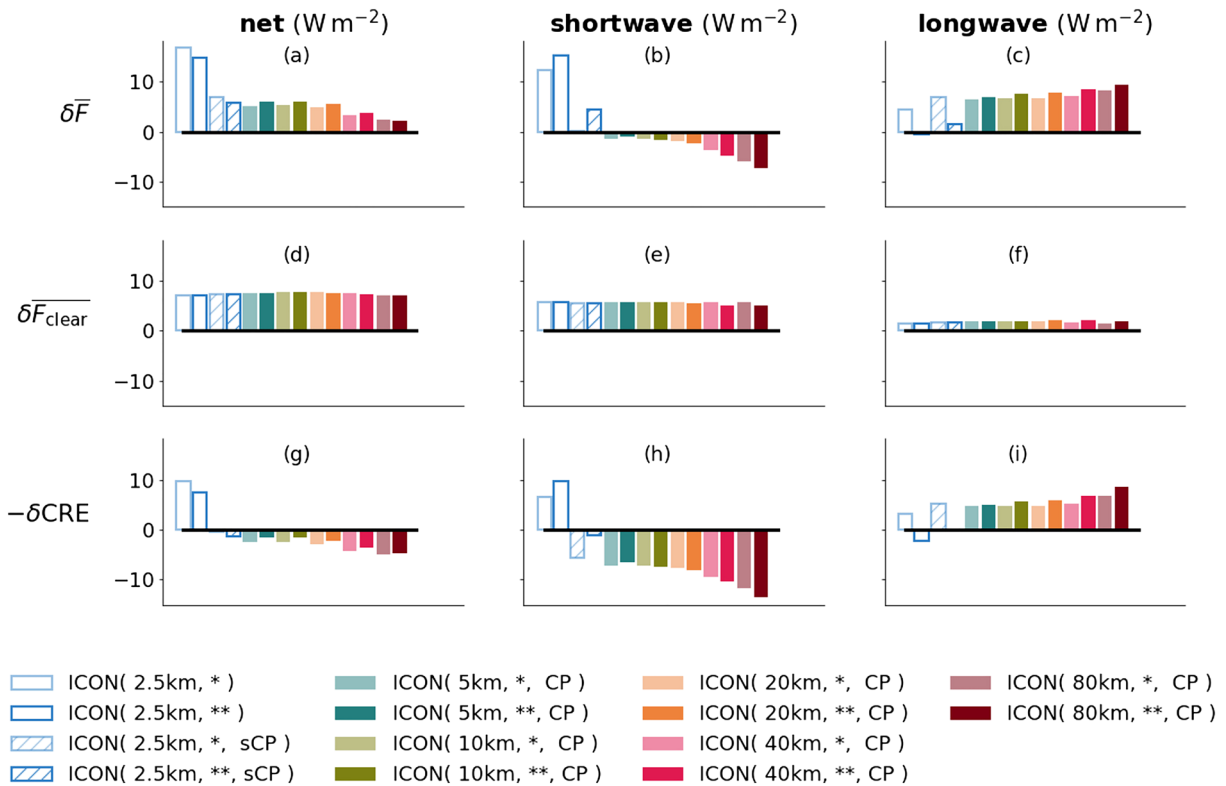 net (W m−2) shortwave (W m−2) longwave (W m−2)
(a) (b) (c)
10
δF̅
0
−10
(d) (e) (f)
10
δF̅clear
0
−10
(g) (h) (i)
10
−δCRE
0
−10
ICON( 2.5km, * ) ICON( 5km, *, CP ) ICON( 20km, *, CP ) ICON( 80km, *, CP )
ICON( 2.5km, ** ) ICON( 5km, **, CP ) ICON( 20km, **, CP ) ICON( 80km, **, CP )
ICON( 2.5km, *, sCP ) ICON( 10km, *, CP ) ICON( 40km, *, CP )
ICON( 2.5km, **, sCP ) ICON( 10km, **, CP ) ICON( 40km, **, CP )